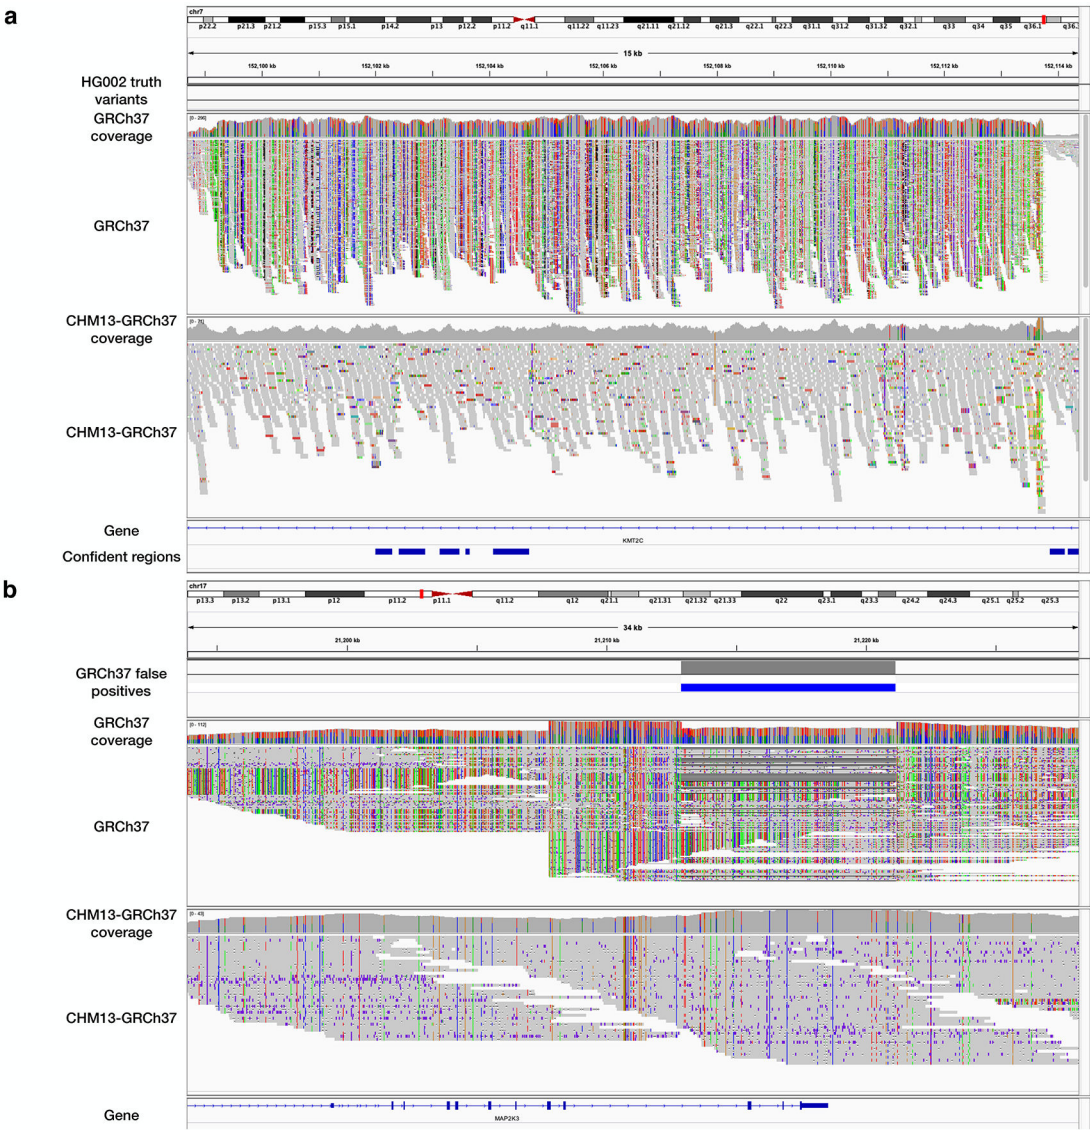 a
chr7
p22.2 p21.3 p21.2 p15.3 p15.1 p14.2 p13 p12.2 p11.2 q11.1 q11.22 q11.23 q21.11 q21.12 q21.3 q22.1 q22.3 q31.1 q31.2 q31.32 q32.1 q33 q34 q35 q36.1 q36.
15 kb
152,100 kb 152,102 kb 152,104 kb 152,106 kb 152,108 kb 152,110 kb 152,112 kb 152,114 kb
HG002 truth
variants
GRCh37
coverage
GRCh37
CHM13-GRCh37
coverage
CHM13-GRCh37
Gene
KMT2C
Confident regions
b
chr17
p13.3 p13.2 p13.1 p12 p11.2 p11.1 q11.2 q12 q21.1 q21.31 q21.32 q21.33 q22 q23.1 q23.3 q24.2 q24.3 q25.1 q25.2 q25.3
34 kb
21,200 kb 21,210 kb 21,220 kb
GRCh37 false
positives
GRCh37
coverage
[0 - 112]
GRCh37
CHM13-GRCh37
coverage
[0 - 43]
CHM13-GRCh37
Gene
MAP2K3